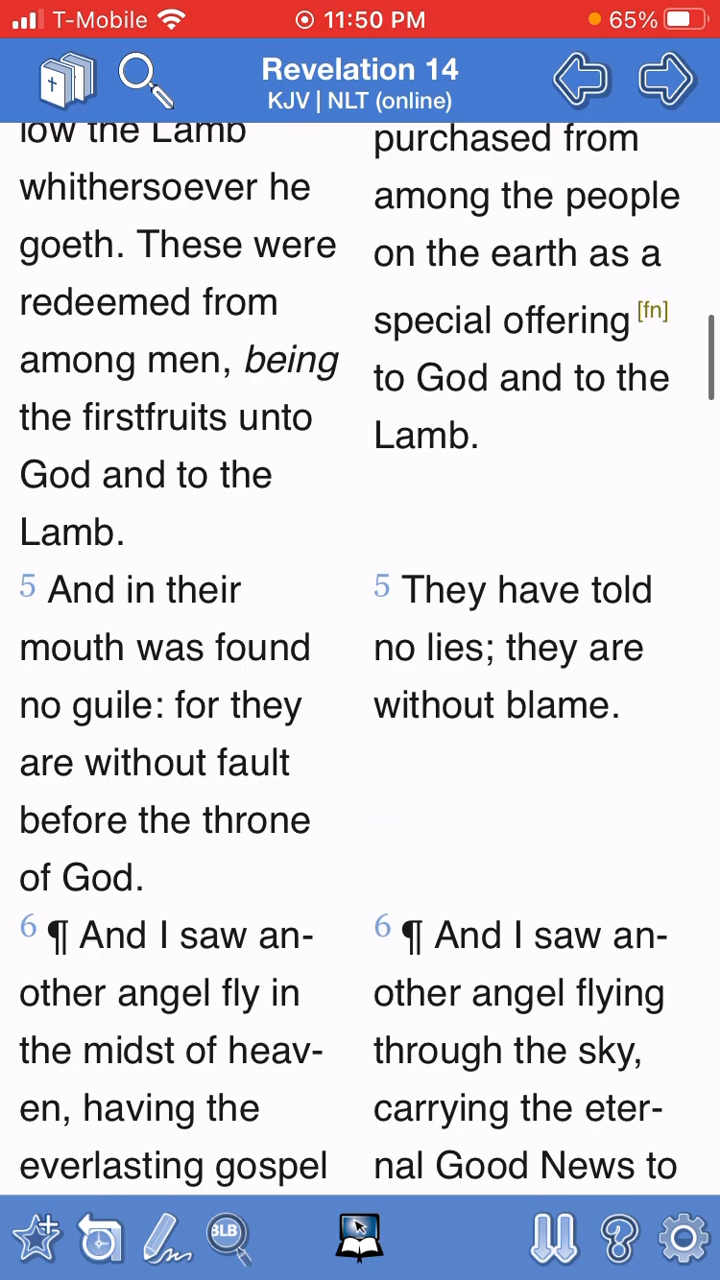 T-Mobile 11:50 PM 65%
Revelation 14
KJV | NLT (online)
low the Lamb
whithersoever he
goeth. These were
redeemed from
among men, being
the firstfruits unto
God and to the
Lamb.
5 And in their
mouth was found
no guile: for they
are without fault
before the throne
of God.
6 ¶ And I saw an-
other angel fly in
the midst of heav-
en, having the
everlasting gospel
purchased from
among the people
on the earth as a
special offering [fn]
to God and to the
Lamb.
5 They have told
no lies; they are
without blame.
6 ¶ And I saw an-
other angel flying
through the sky,
carrying the eter-
nal Good News to
BLB